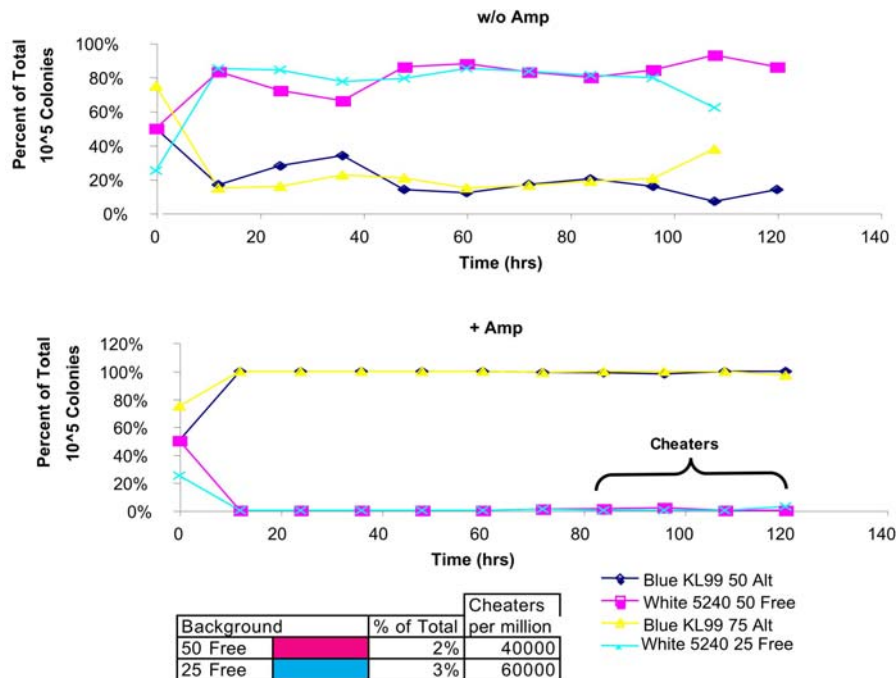 w/o Amp
Percent of Total
10^5 Colonies
100%
80%
60%
40%
20%
0%
0 20 40 60 80 100 120 140
Time (hrs)
+ Amp
Percent of Total
10^5 Colonies
120%
100%
80%
60%
40%
20%
0%
Cheaters
0 20 40 60 80 100 120 140
Time (hrs)
Blue KL99 50 Alt
White 5240 50 Free
Blue KL99 75 Alt
White 5240 25 Free
Background % of Total Cheaters per million
50 Free 2% 40000
25 Free 3% 60000